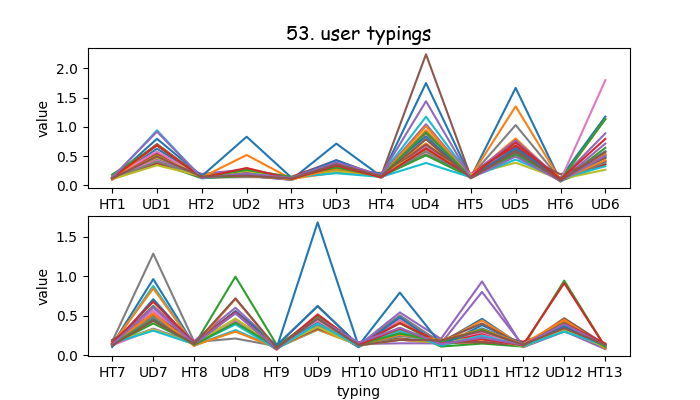 53. user typings
value
2.0
1.5
1.0
0.5
0.0
HT1 UD1 HT2 UD2 HT3 UD3 HT4 UD4 HT5 UD5 HT6 UD6
value
1.5
1.0
0.5
0.0
HT7 UD7 HT8 UD8 HT9 UD9 HT10 UD10 HT11 UD11 HT12 UD12 HT13
typing